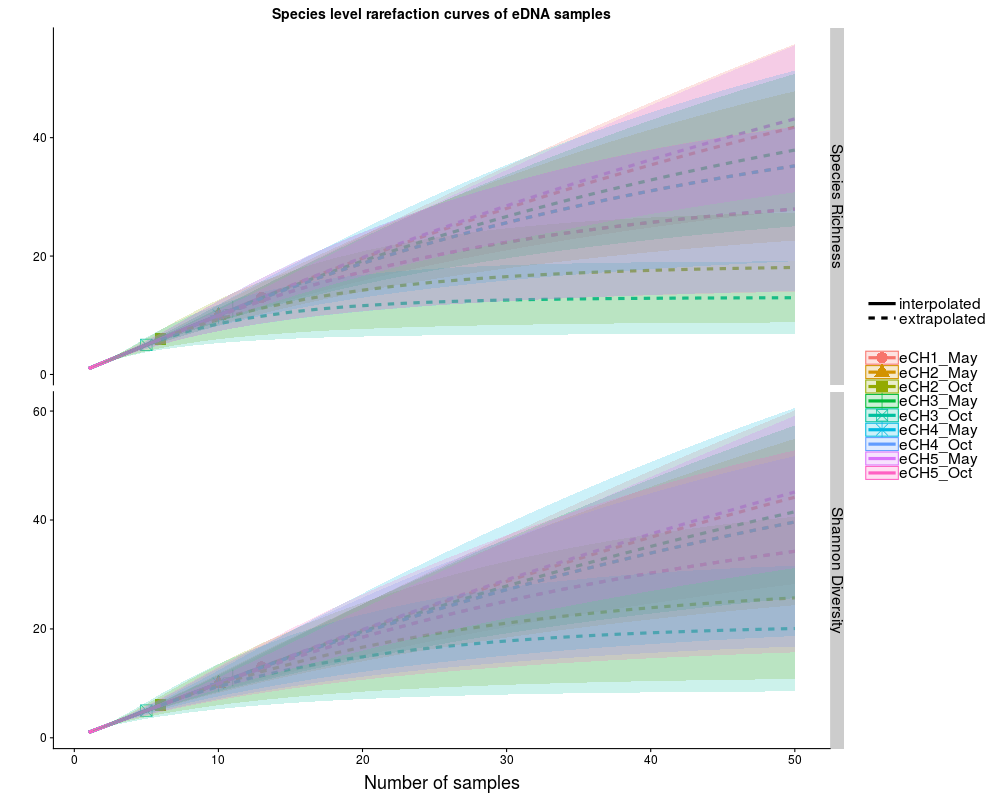 Species level rarefaction curves of eDNA samples
40
20
0
Species Richness
60
40
20
0
Shannon Diversity
0 10 20 30 40 50
Number of samples
interpolated
extrapolated
eCH1_May
eCH2_May
eCH2_Oct
eCH3_May
eCH3_Oct
eCH4_May
eCH4_Oct
eCH5_May
eCH5_Oct